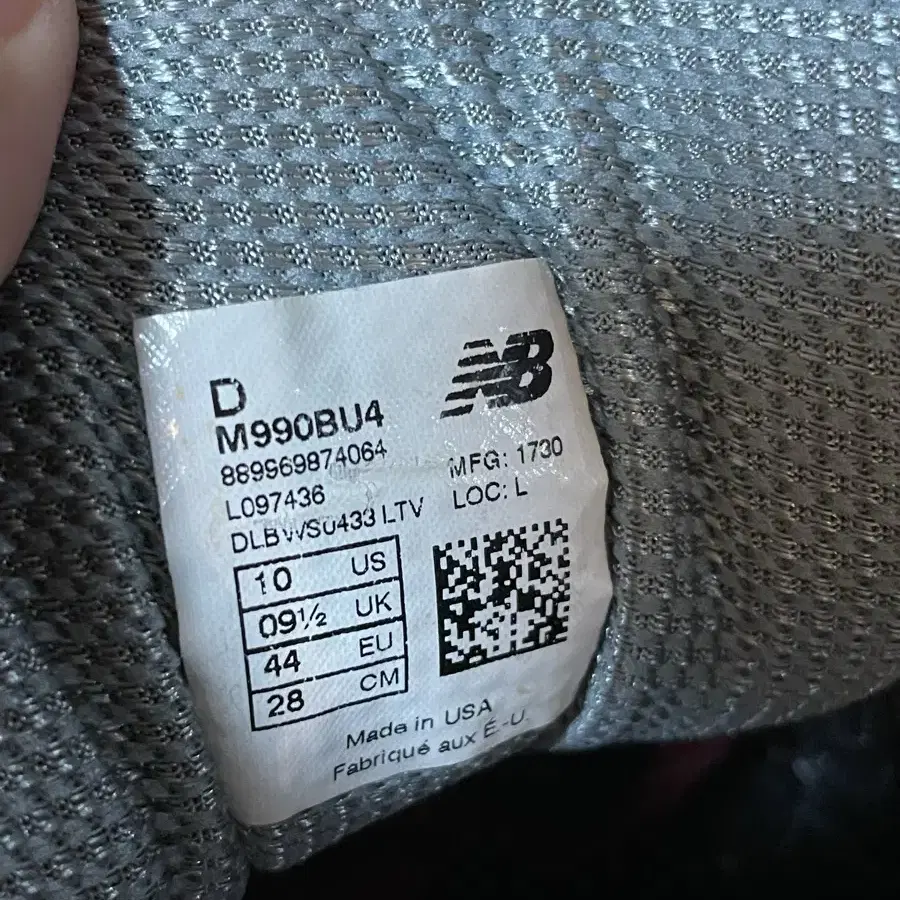 D
NB
M990BU4
889969874064
MFG: 1730
L097436
LOC: L
DLBWS0433 LTV
10 US
09½ UK
44 EU
28 CM
Made in USA
Fabriqué aux É.-U.